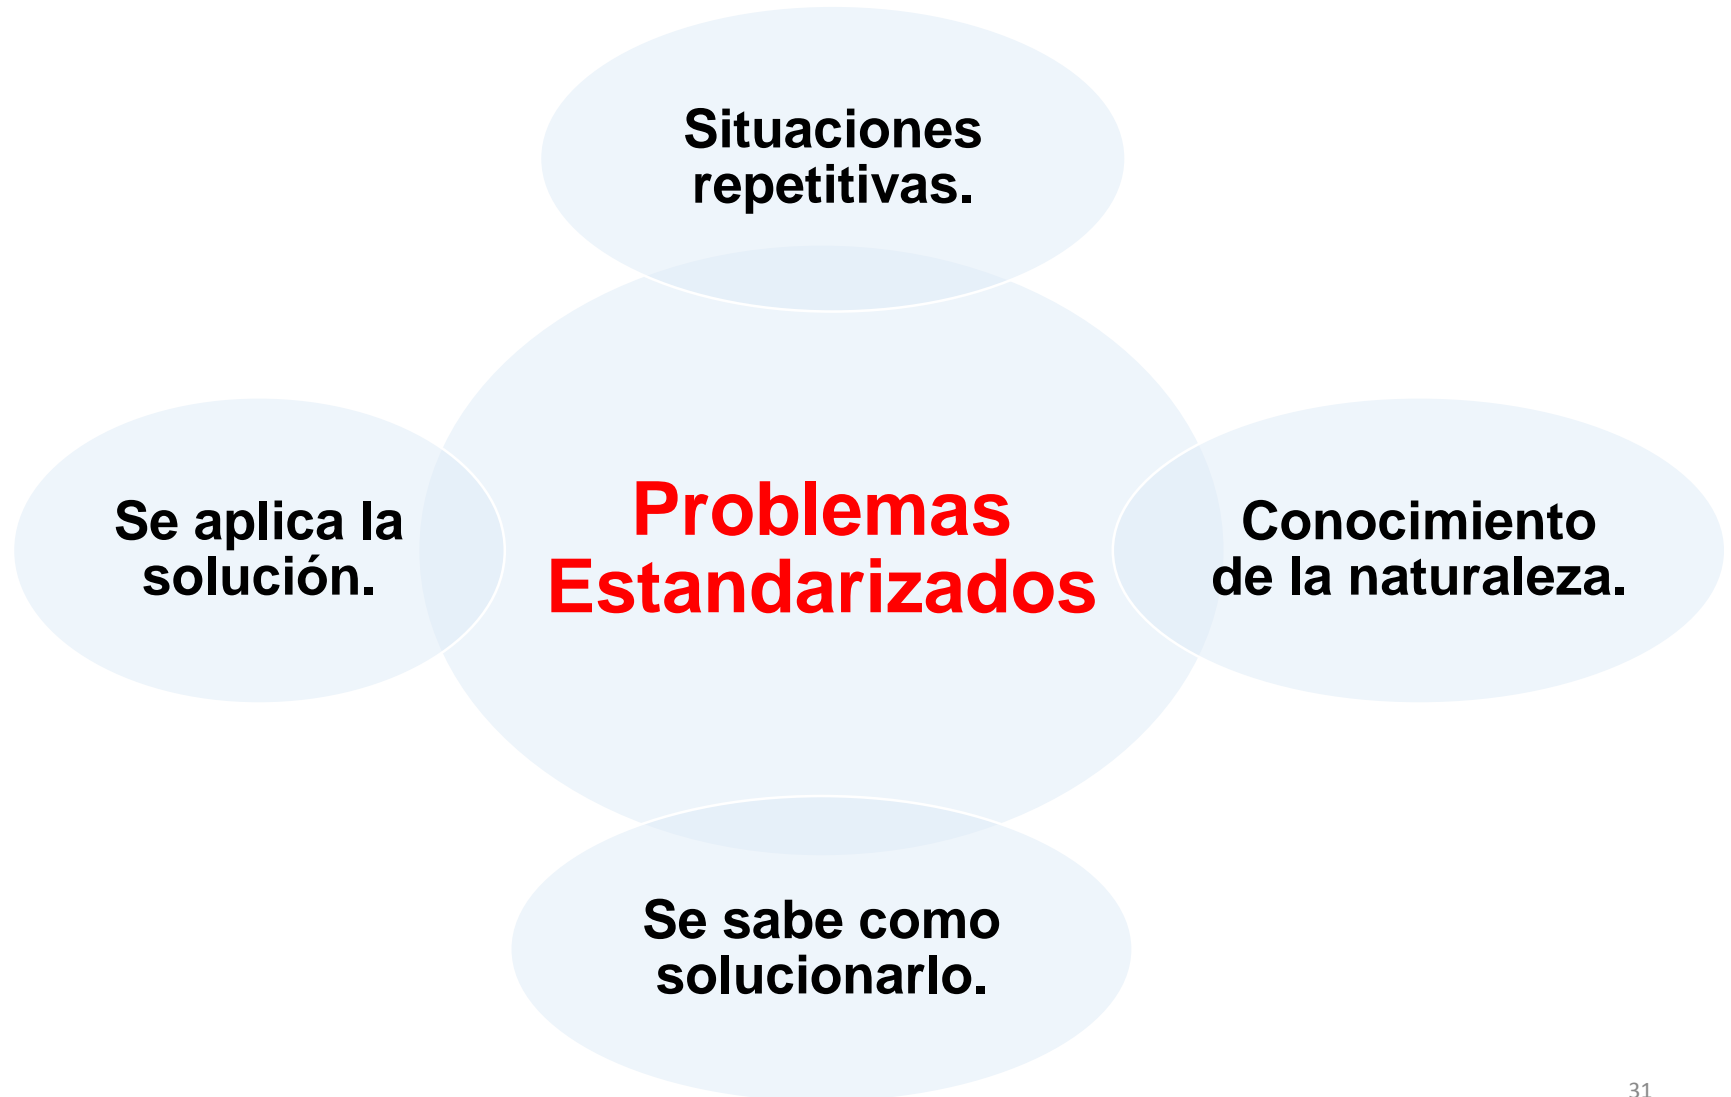 Situaciones
repetitivas.
Se aplica la
solución.
Problemas
Estandarizados
Conocimiento
de la naturaleza.
Se sabe como
solucionarlo.
31